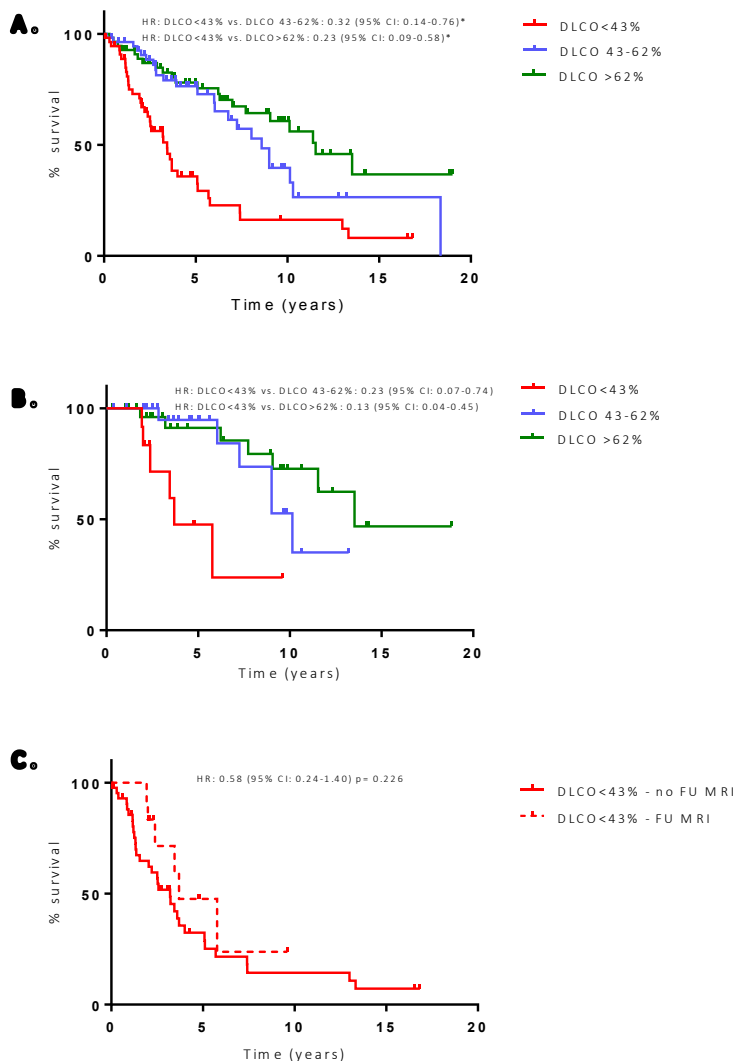 A.
HR: DLCO<43% vs. DLCO 43-62%: 0.32 (95% CI: 0.14-0.76)*
HR: DLCO<43% vs. DLCO>62%: 0.23 (95% CI: 0.09-0.58)*
DLCO<43%
DLCO 43-62%
DLCO >62%
% survival
100
50
0
0 5 10 15 20
Time (years)
B.
HR: DLCO<43% vs. DLCO 43-62%: 0.23 (95% CI: 0.07-0.74)
HR: DLCO<43% vs. DLCO>62%: 0.13 (95% CI: 0.04-0.45)
DLCO<43%
DLCO 43-62%
DLCO >62%
% survival
100
50
0
0 5 10 15 20
Time (years)
C.
HR: 0.58 (95% CI: 0.24-1.40) p= 0.226
DLCO<43% - no FU MRI
DLCO<43% - FU MRI
% survival
100
50
0
0 5 10 15 20
Time (years)